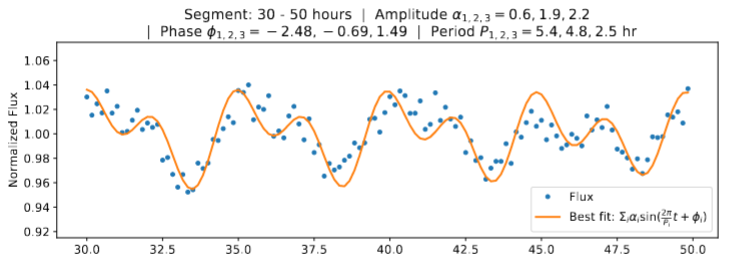 Segment: 30 - 50 hours | Amplitude α₁,₂,₃ = 0.6, 1.9, 2.2
| Phase ϕ₁,₂,₃ = − 2.48, − 0.69, 1.49 | Period P₁,₂,₃ = 5.4, 4.8, 2.5 hr
Normalized Flux
1.06
1.04
1.02
1.00
0.98
0.96
0.94
0.92
Flux
Best fit: Σᵢαᵢsin(2π/Pᵢ t + ϕᵢ)
30.0 32.5 35.0 37.5 40.0 42.5 45.0 47.5 50.0